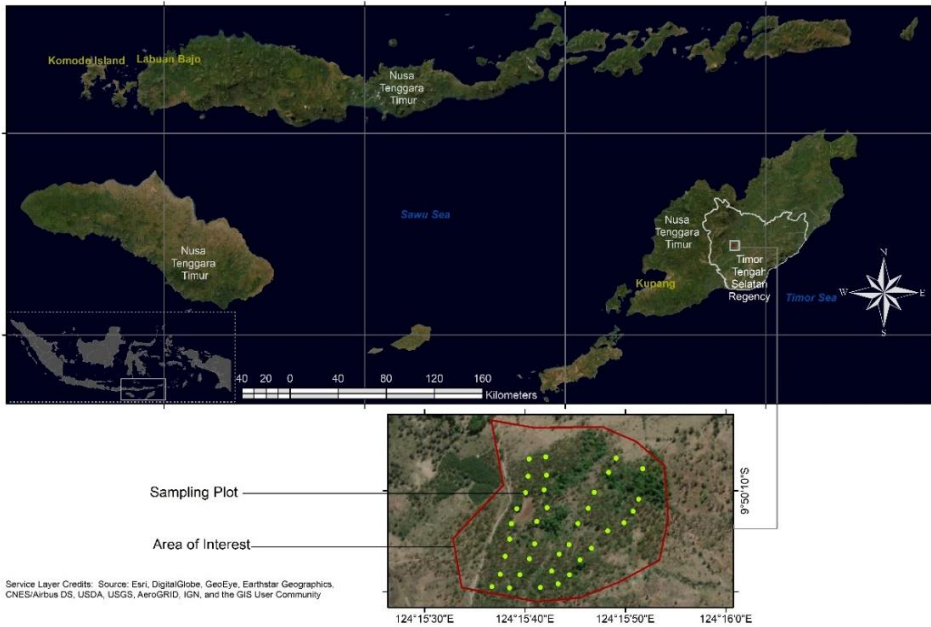 Komode Island
Labuan Bajo
Nusa
Tenggara
Timur
Sawu Sea
Nusa
Tenggara
Timur
Nusa
Tenggara
Timur
Timor
Tengah
Selatan
Regency
Kupang
Timor Sea
N
W
E
S
40 20 0 40 80 120 160
Kilometers
Sampling Plot
Area of Interest
9°50'10"S
Service Layer Credits: Source: Esri, DigitalGlobe, GeoEye, Earthstar Geographics,
CNES/Airbus DS, USDA, USGS, AeroGRID, IGN, and the GIS User Community
124°15'30"E 124°15'40"E 124°15'50"E 124°16'0"E